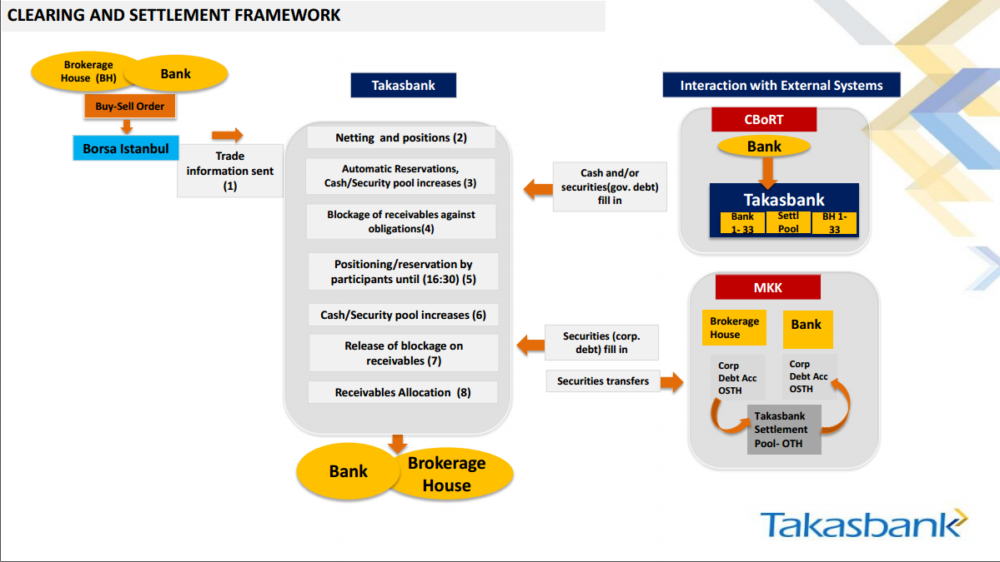 CLEARING AND SETTLEMENT FRAMEWORK
Brokerage
House (BH)
Bank
Buy-Sell Order
Borsa Istanbul
Trade
information sent
(1)
Takasbank
Netting and positions (2)
Automatic Reservations,
Cash/Security pool increases (3)
Blockage of receivables against
obligations(4)
Positioning/reservation by
participants until (16:30) (5)
Cash/Security pool increases (6)
Release of blockage on
receivables (7)
Receivables Allocation (8)
Bank
Brokerage
House
Cash and/or
securities(gov. debt)
fill in
Securities (corp.
debt) fill in
Securities transfers
Interaction with External Systems
CBoRT
Bank
Takasbank
Bank
1- 33
Settl
Pool
BH 1-
33
MKK
Brokerage
House
Bank
Corp
Debt Acc
OSTH
Corp
Debt Acc
OSTH
Takasbank
Settlement
Pool- OTH
Takasbank